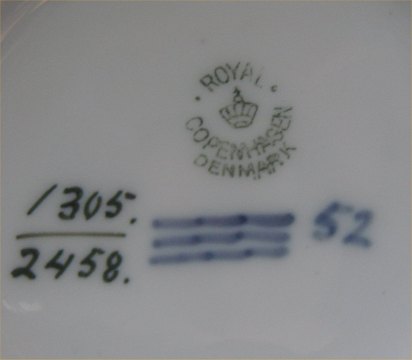 ROYAL
COPENHAGEN
DENMARK
1305.
2458.
52